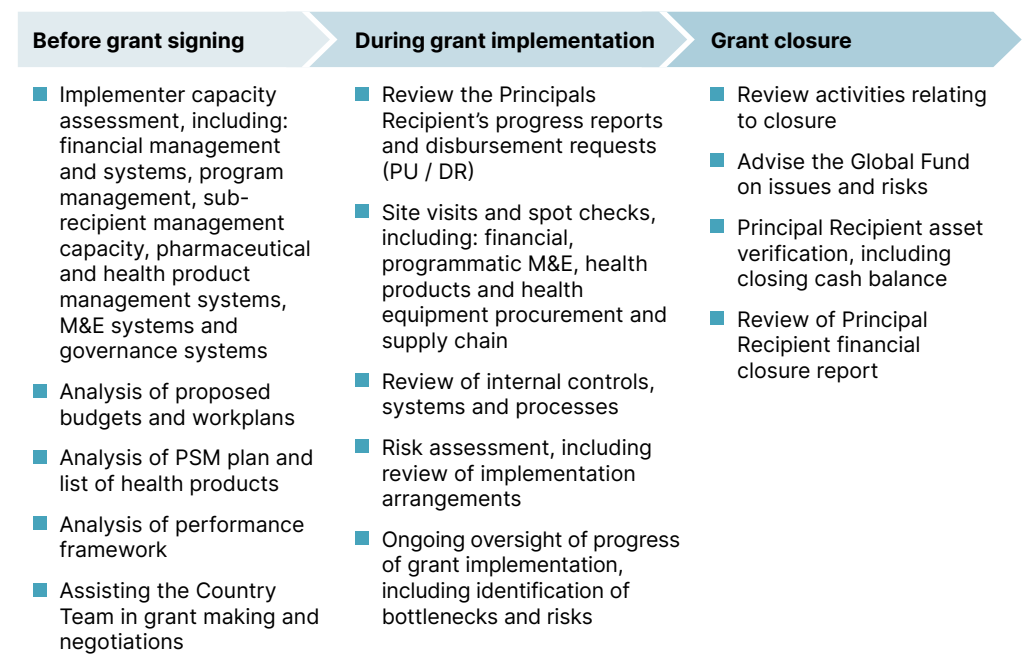 Before grant signing
Implementer capacity
assessment, including:
financial management
and systems, program
management, sub-
recipient management
capacity, pharmaceutical
and health product
management systems,
M&E systems and
governance systems
Analysis of proposed
budgets and workplans
Analysis of PSM plan and
list of health products
Analysis of performance
framework
Assisting the Country
Team in grant making and
negotiations
During grant implementation
Review the Principals
Recipient’s progress reports
and disbursement requests
(PU / DR)
Site visits and spot checks,
including: financial,
programmatic M&E, health
products and health
equipment procurement and
supply chain
Review of internal controls,
systems and processes
Risk assessment, including
review of implementation
arrangements
Ongoing oversight of progress
of grant implementation,
including identification of
bottlenecks and risks
Grant closure
Review activities relating
to closure
Advise the Global Fund
on issues and risks
Principal Recipient asset
verification, including
closing cash balance
Review of Principal
Recipient financial
closure report